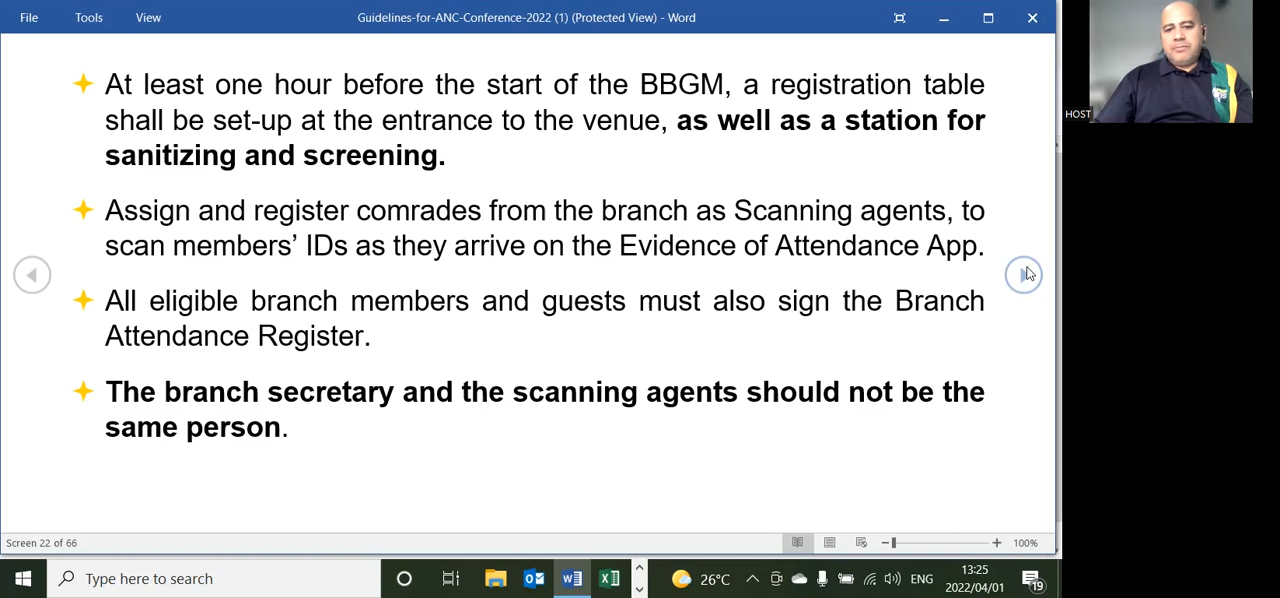 File Tools View Guidelines-for-ANC-Conference-2022 (1) (Protected View) - Word
At least one hour before the start of the BBGM, a registration table
shall be set-up at the entrance to the venue, as well as a station for
sanitizing and screening.
Assign and register comrades from the branch as Scanning agents, to
scan members’ IDs as they arrive on the Evidence of Attendance App.
All eligible branch members and guests must also sign the Branch
Attendance Register.
The branch secretary and the scanning agents should not be the
same person.
HOST
Screen 22 of 66 100%
Type here to search 26°C ENG 13:25
2022/04/01 19